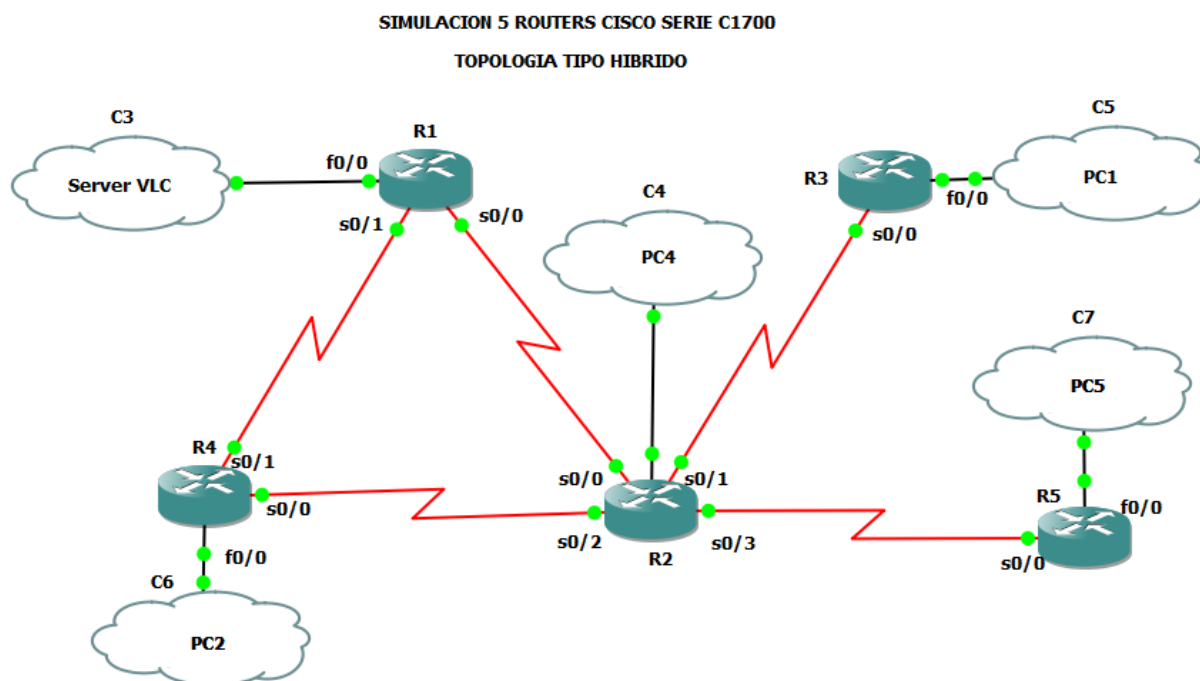 SIMULACION 5 ROUTERS CISCO SERIE C1700
TOPOLOGIA TIPO HIBRIDO
C3
Server VLC
f0/0
R1
s0/1
s0/0
C4
PC4
R3
f0/0
s0/0
C5
PC1
C7
PC5
R4
s0/1
s0/0
f0/0
C6
PC2
s0/0
s0/1
s0/2
R2
s0/3
R5
f0/0
s0/0